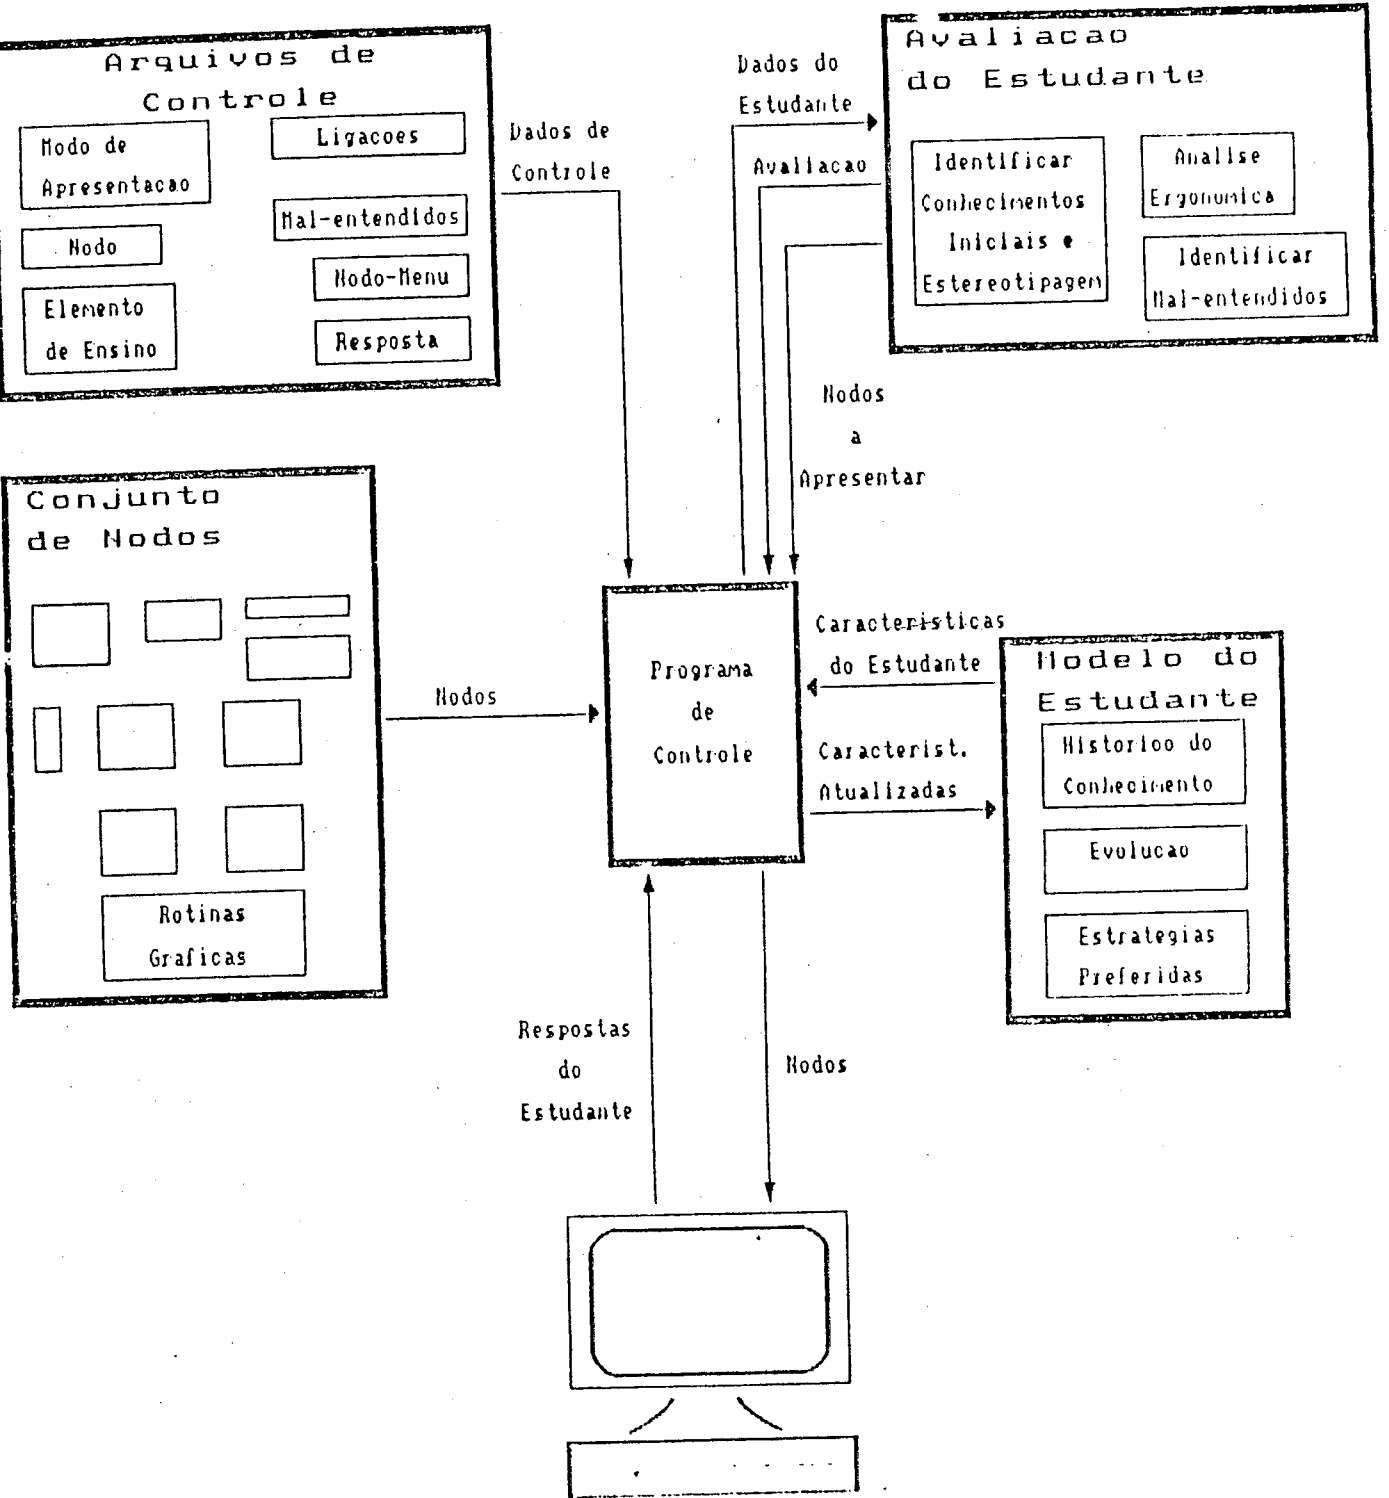 Arquivos de
Controle
Modo de
Apresentacao
Nodo
Elemento
de Ensino
Ligacoes
Mal-entendidos
Nodo-Menu
Resposta
Dados de
Controle
Dados do
Estudante
Avaliacao
Nodos
a
Apresentar
Avaliacao
do Estudante
Identificar
Conhecimentos
Iniciais e
Estereotipagem
Analise
Ergonomica
Identificar
Mal-entendidos
Conjunto
de Nodos
Rotinas
Graficas
Nodos
Programa
de
Controle
Caracteristicas
do Estudante
Caracterist.
Atualizadas
Modelo do
Estudante
Historico do
Conhecimento
Evolucao
Estrategias
Preferidas
Respostas
do
Estudante
Nodos